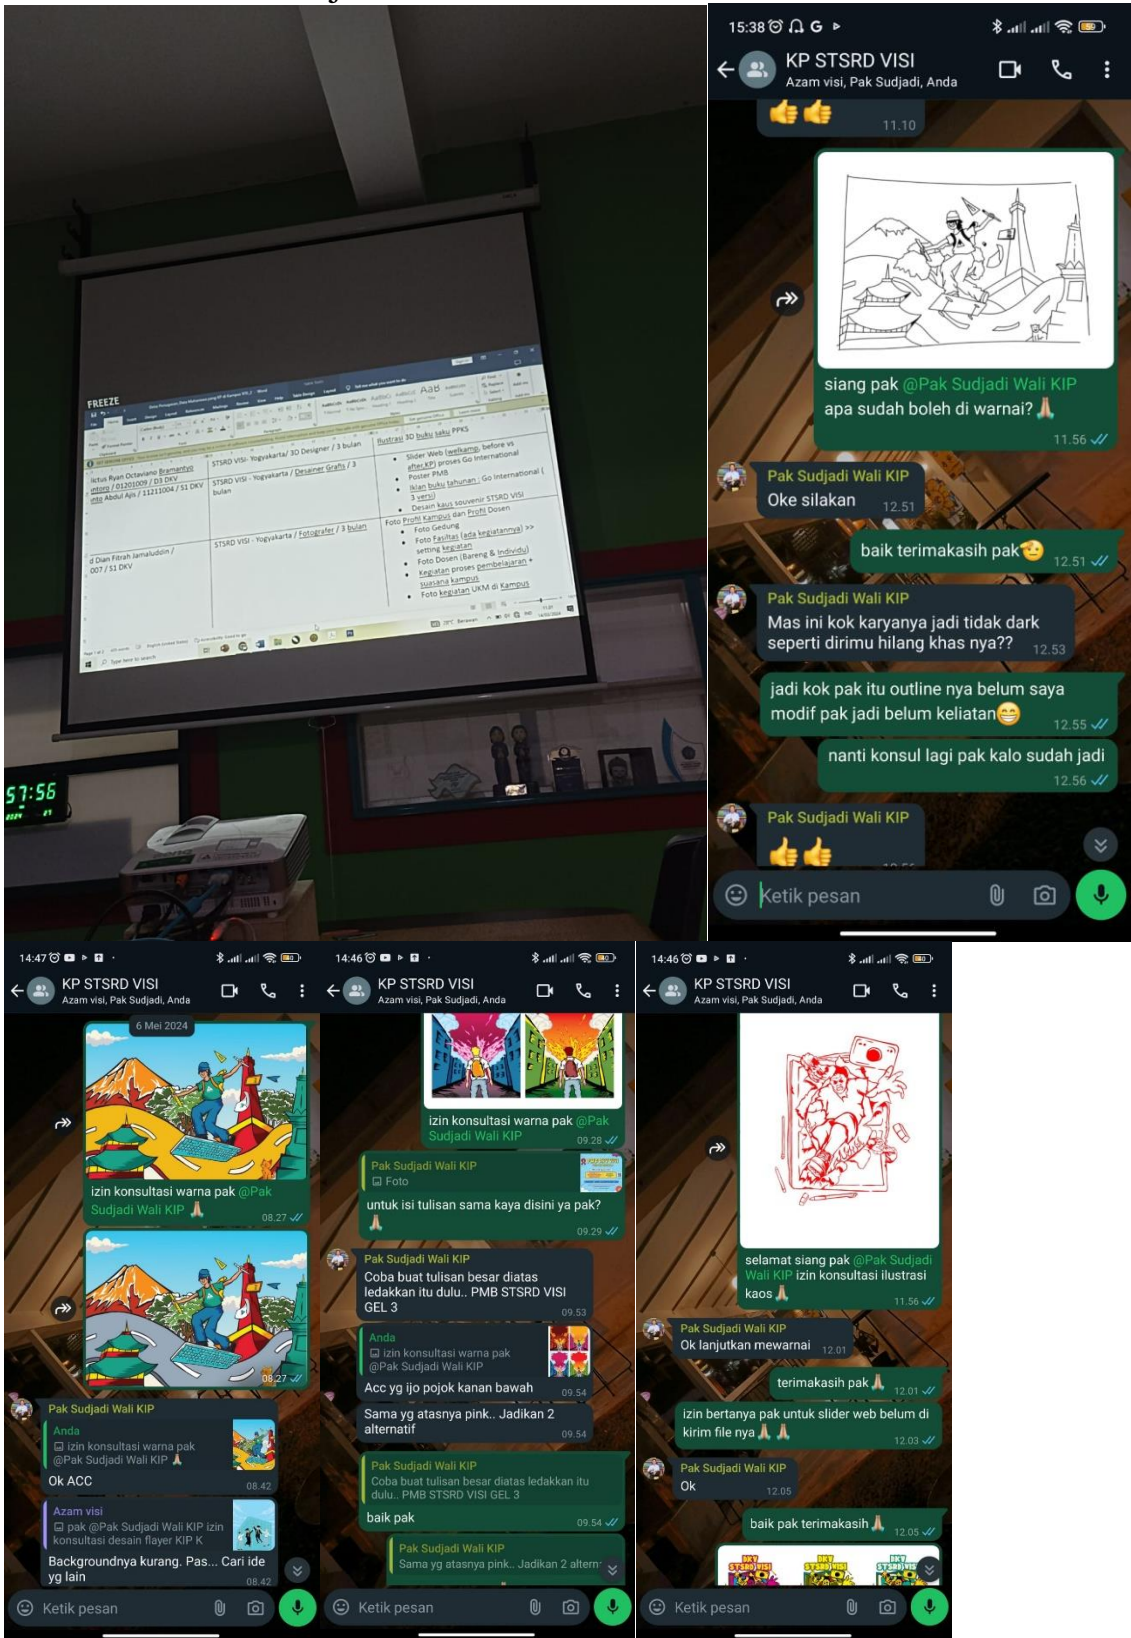 FREEZE
STSRD VISI- Yogyakarta/ 3D Designer / 3 bulan
Ilustrasi 3D buku saku PPKS
STSRD VISI - Yogyakarta / Desainer Grafis / 3
bulan
Slider Web (welkamp, before vs
after,KP) proses Go International
Poster PMB
Iklan buku tahunan : Go International (
3 versi)
Desain kaus souvenir STSRD VISI
STSRD VISI - Yogyakarta / Fotografer / 3 bulan
Foto Profil Kampus dan Profil Dosen
Foto Gedung
Foto Fasiltas (ada kegiatannya) >>
setting kegiatan
Foto Dosen (Bareng & Individu)
Kegiatan proses pembelajaran +
suasana kampus
Foto kegiatan UKM di Kampus
57:56
15:38
KP STSRD VISI
Azam visi, Pak Sudjadi, Anda
11.10
siang pak @Pak Sudjadi Wali KIP
apa sudah boleh di warnai?
11.56
Pak Sudjadi Wali KIP
Oke silakan
12.51
baik terimakasih pak
12.51
Pak Sudjadi Wali KIP
Mas ini kok karyanya jadi tidak dark
seperti dirimu hilang khas nya??
12.53
jadi kok pak itu outline nya belum saya
modif pak jadi belum keliatan
12.55
nanti konsul lagi pak kalo sudah jadi
12.56
Pak Sudjadi Wali KIP
Ketik pesan
14:47
KP STSRD VISI
Azam visi, Pak Sudjadi, Anda
6 Mei 2024
izin konsultasi warna pak @Pak
Sudjadi Wali KIP
08.27
08.27
Pak Sudjadi Wali KIP
Anda
izin konsultasi warna pak
@Pak Sudjadi Wali KIP
Ok ACC
08.42
Azam visi
pak @Pak Sudjadi Wali KIP izin
konsultasi desain flayer KIP K
Backgroundnya kurang. Pas... Cari ide
yg lain
08.42
Ketik pesan
14:46
KP STSRD VISI
Azam visi, Pak Sudjadi, Anda
izin konsultasi warna pak @Pak
Sudjadi Wali KIP
09.28
Pak Sudjadi Wali KIP
Foto
untuk isi tulisan sama kaya disini ya pak?
09.29
Pak Sudjadi Wali KIP
Coba buat tulisan besar diatas
ledakkan itu dulu.. PMB STSRD VISI
GEL 3
09.53
Anda
izin konsultasi warna pak
@Pak Sudjadi Wali KIP
Acc yg ijo pojok kanan bawah
09.54
Sama yg atasnya pink.. Jadikan 2
alternatif
09.54
Pak Sudjadi Wali KIP
Coba buat tulisan besar diatas ledakkan itu
dulu.. PMB STSRD VISI GEL 3
baik pak
09.54
Pak Sudjadi Wali KIP
Sama yg atasnya pink.. Jadikan 2
Ketik pesan
14:46
KP STSRD VISI
Azam visi, Pak Sudjadi, Anda
selamat siang pak @Pak Sudjadi
Wali KIP izin konsultasi ilustrasi
kaos
11.56
Pak Sudjadi Wali KIP
Ok lanjutkan mewarnai
12.01
terimakasih pak
12.01
izin bertanya pak untuk slider web belum di
kirim file nya
12.03
Pak Sudjadi Wali KIP
Ok
12.05
baik pak terimakasih
12.05
DKV
STSRD VISI
DKV
STSRD VISI
DKV
Ketik pesan